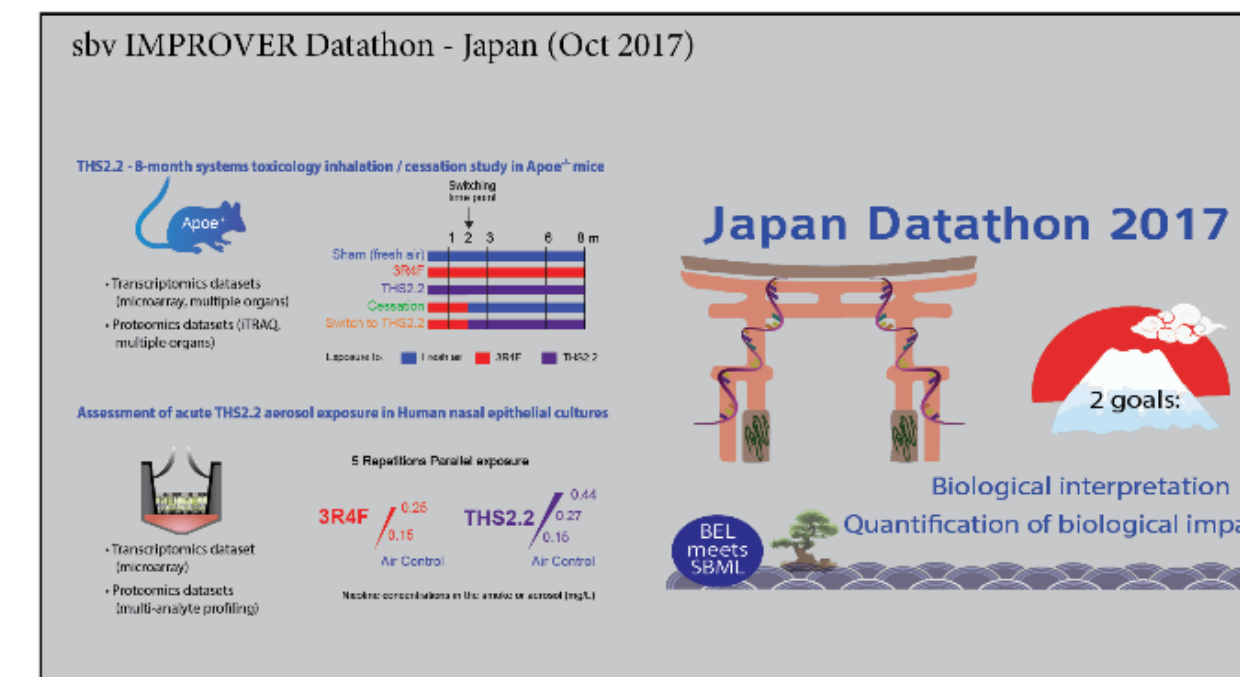 sbv IMPROVER Datathon - Japan (Oct 2017)
THS2.2 - 8-month systems toxicology inhalation / cessation study in Apoe-/- mice
Switching
time point
Apoe-/-
1 2 3 6 8 m
Sham (fresh air)
3R4F
THS2.2
Cessation
Switch to THS2.2
• Transcriptomics datasets
(microarray, multiple organs)
• Proteomics datasets (iTRAQ,
multiple organs)
Exposure to: Fresh air 3R4F THS2.2
Assessment of acute THS2.2 aerosol exposure in Human nasal epithelial cultures
5 Repetitions Parallel exposure
3R4F
0.25
0.15
Air Control
THS2.2
0.44
0.27
0.15
Air Control
• Transcriptomics dataset
(microarray)
• Proteomics datasets
(multi-analyte profiling)
Nicotine concentrations in the smoke or aerosol (mg/L)
Japan Datathon 2017
2 goals:
Biological interpretation
Quantification of biological impa
BEL
meets
SBML